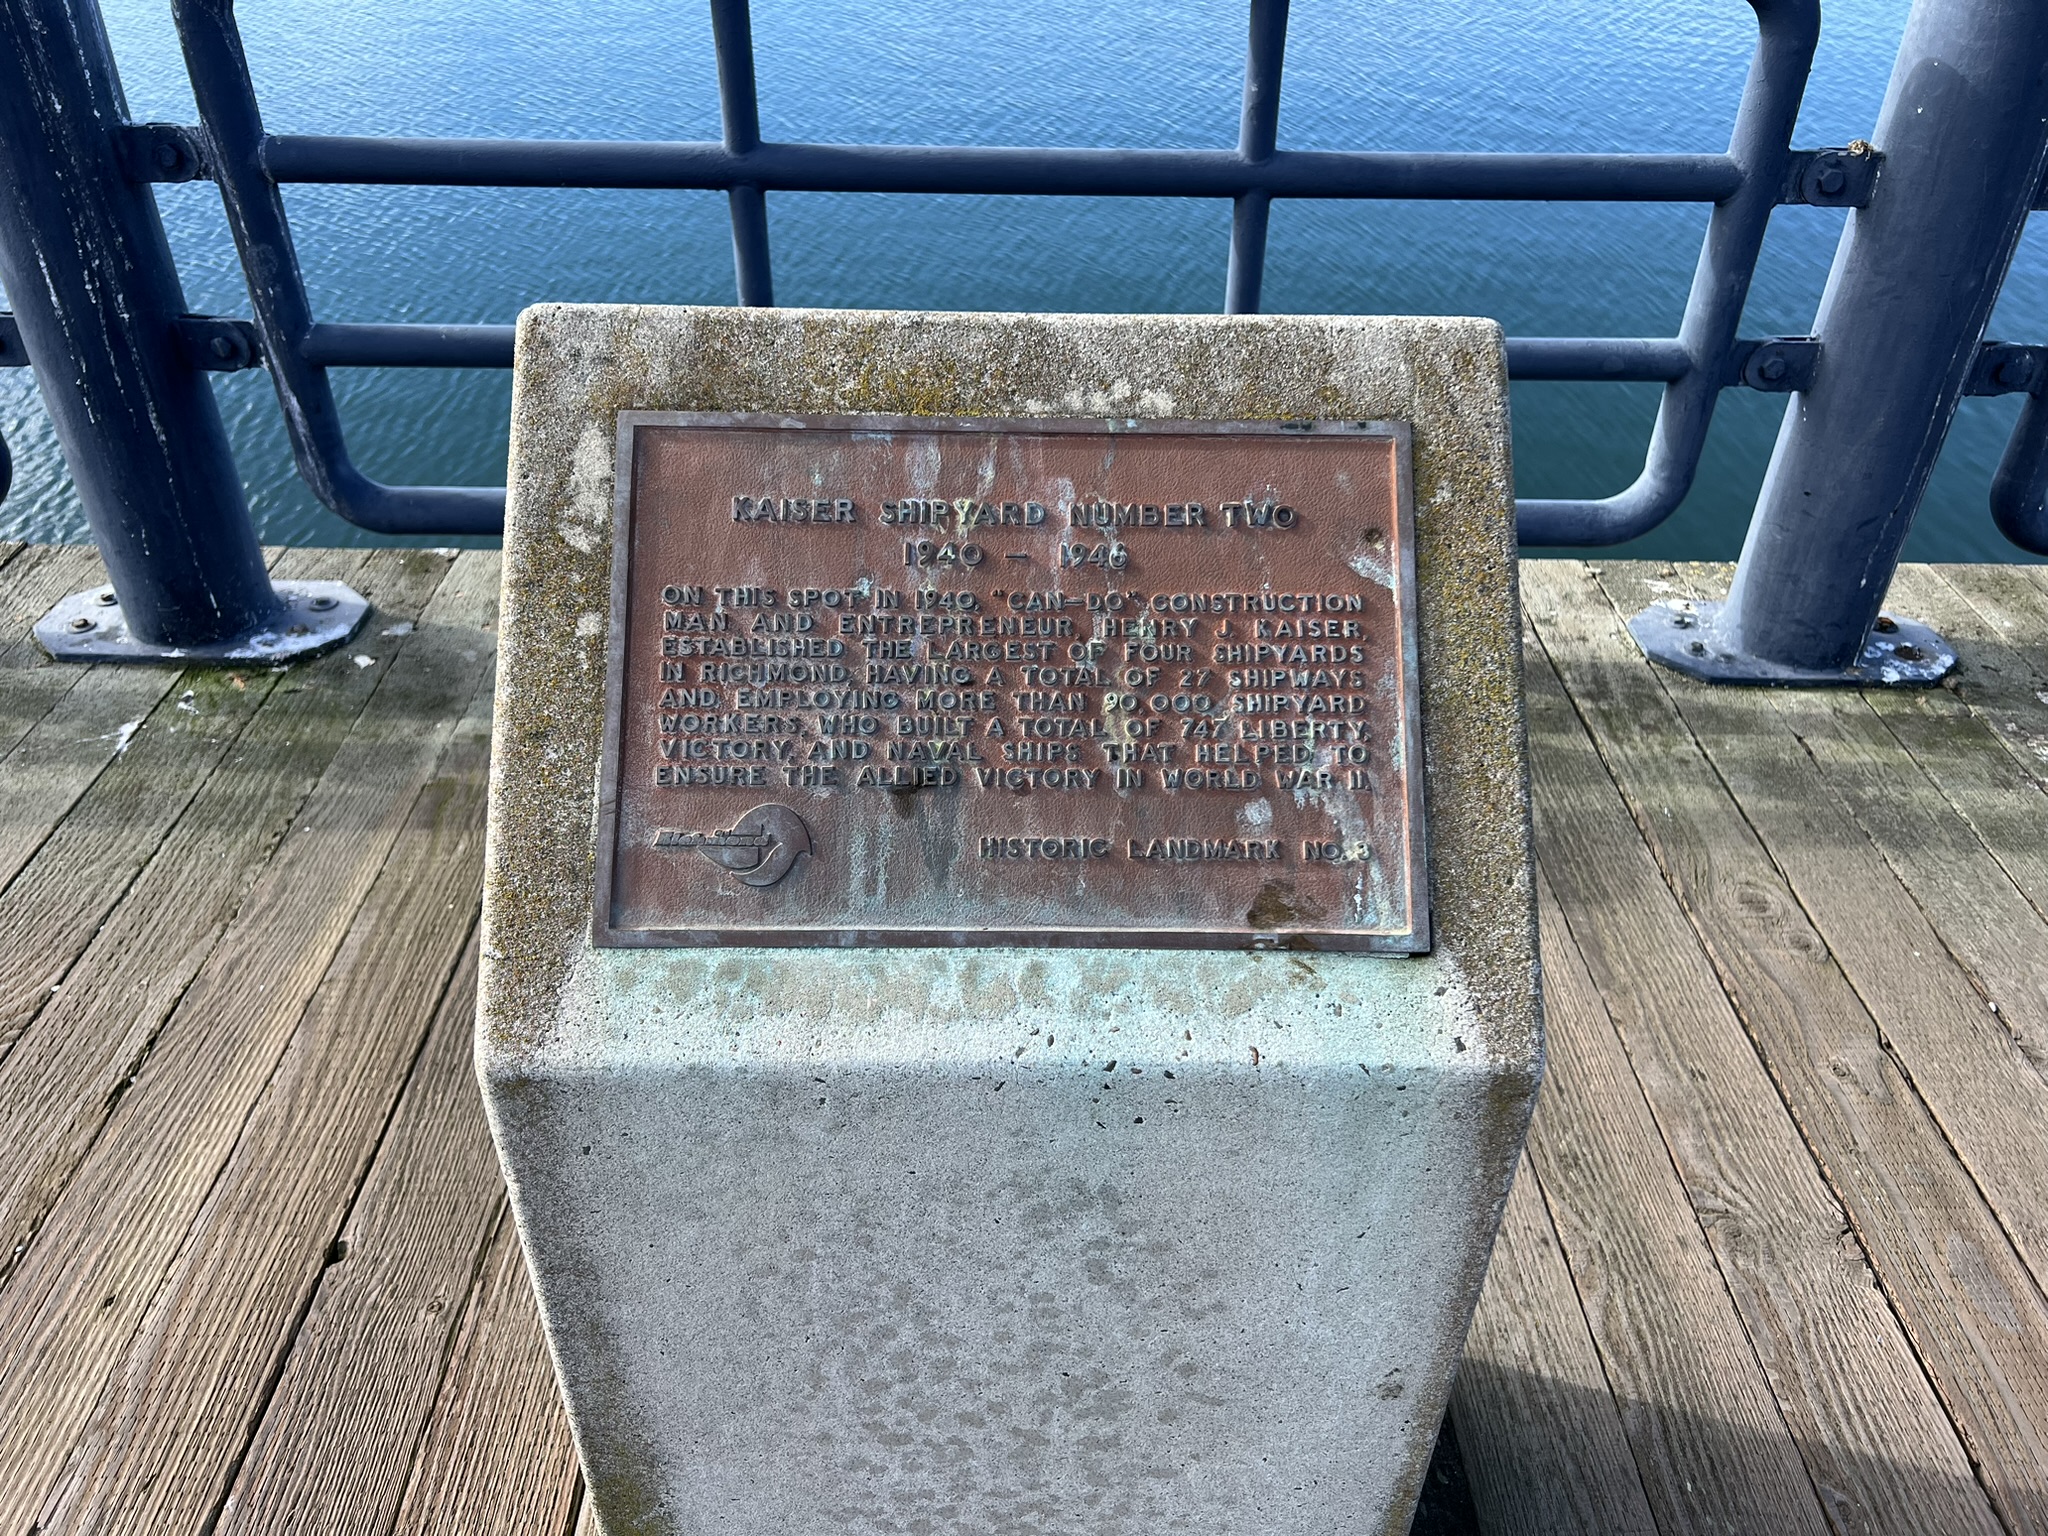 KAISER SHIPYARD NUMBER TWO
1940 – 1946
ON THIS SPOT IN 1940, "CAN-DO" CONSTRUCTION
MAN AND ENTREPRENEUR, HENRY J. KAISER,
ESTABLISHED THE LARGEST OF FOUR SHIPYARDS
IN RICHMOND HAVING A TOTAL OF 27 SHIPWAYS
AND EMPLOYING MORE THAN 90,000 SHIPYARD
WORKERS, WHO BUILT A TOTAL OF 747 LIBERTY,
VICTORY, AND NAVAL SHIPS THAT HELPED TO
ENSURE THE ALLIED VICTORY IN WORLD WAR II.
Richmond
HISTORIC LANDMARK NO. 3